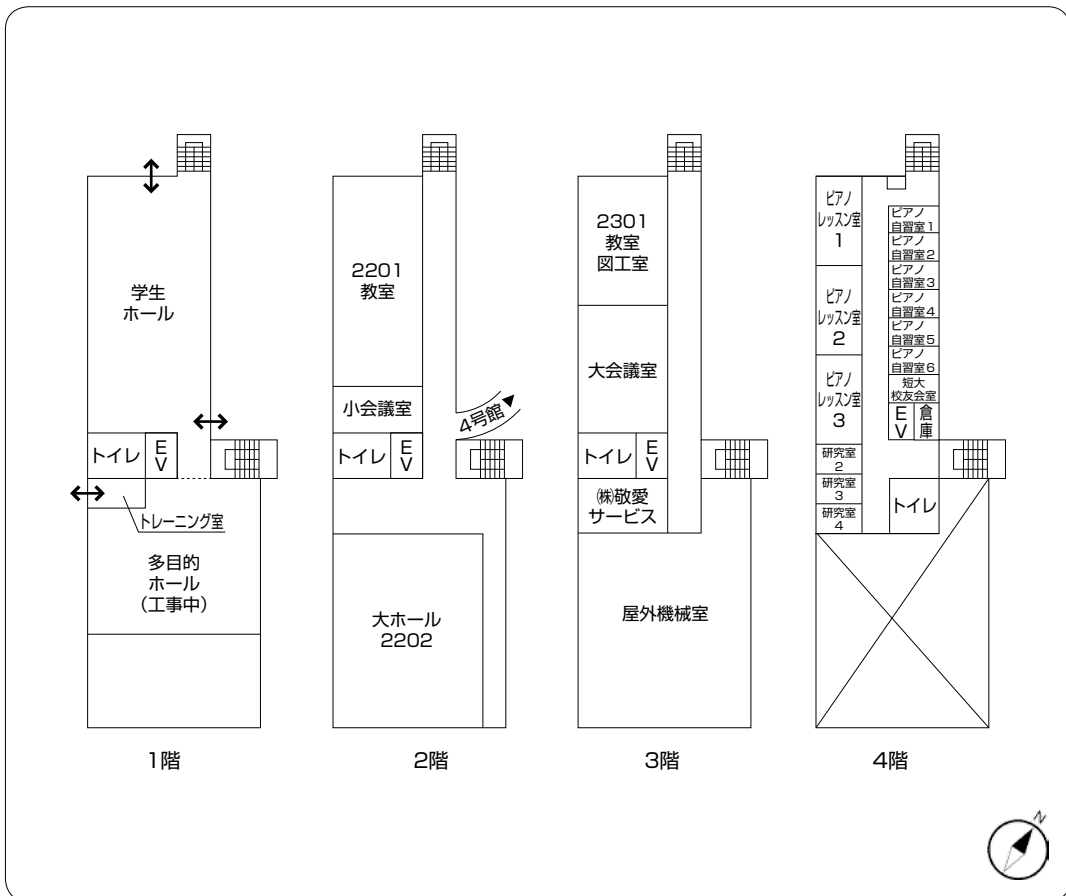 学生
ホール
トイレ
E
V
トレーニング室
多目的
ホール
(工事中)
1階
2201
教室
小会議室
4号館▲
トイレ
E
V
大ホール
2202
2階
2301
教室
図工室
大会議室
トイレ
E
V
㈱敬愛
サービス
屋外機械室
3階
ピアノ
レッスン室
1
ピアノ
レッスン室
2
ピアノ
レッスン室
3
研究室
2
研究室
3
研究室
4
ピアノ
自習室1
ピアノ
自習室2
ピアノ
自習室3
ピアノ
自習室4
ピアノ
自習室5
ピアノ
自習室6
短大
校友会室
E
V
倉
庫
トイレ
4階
N